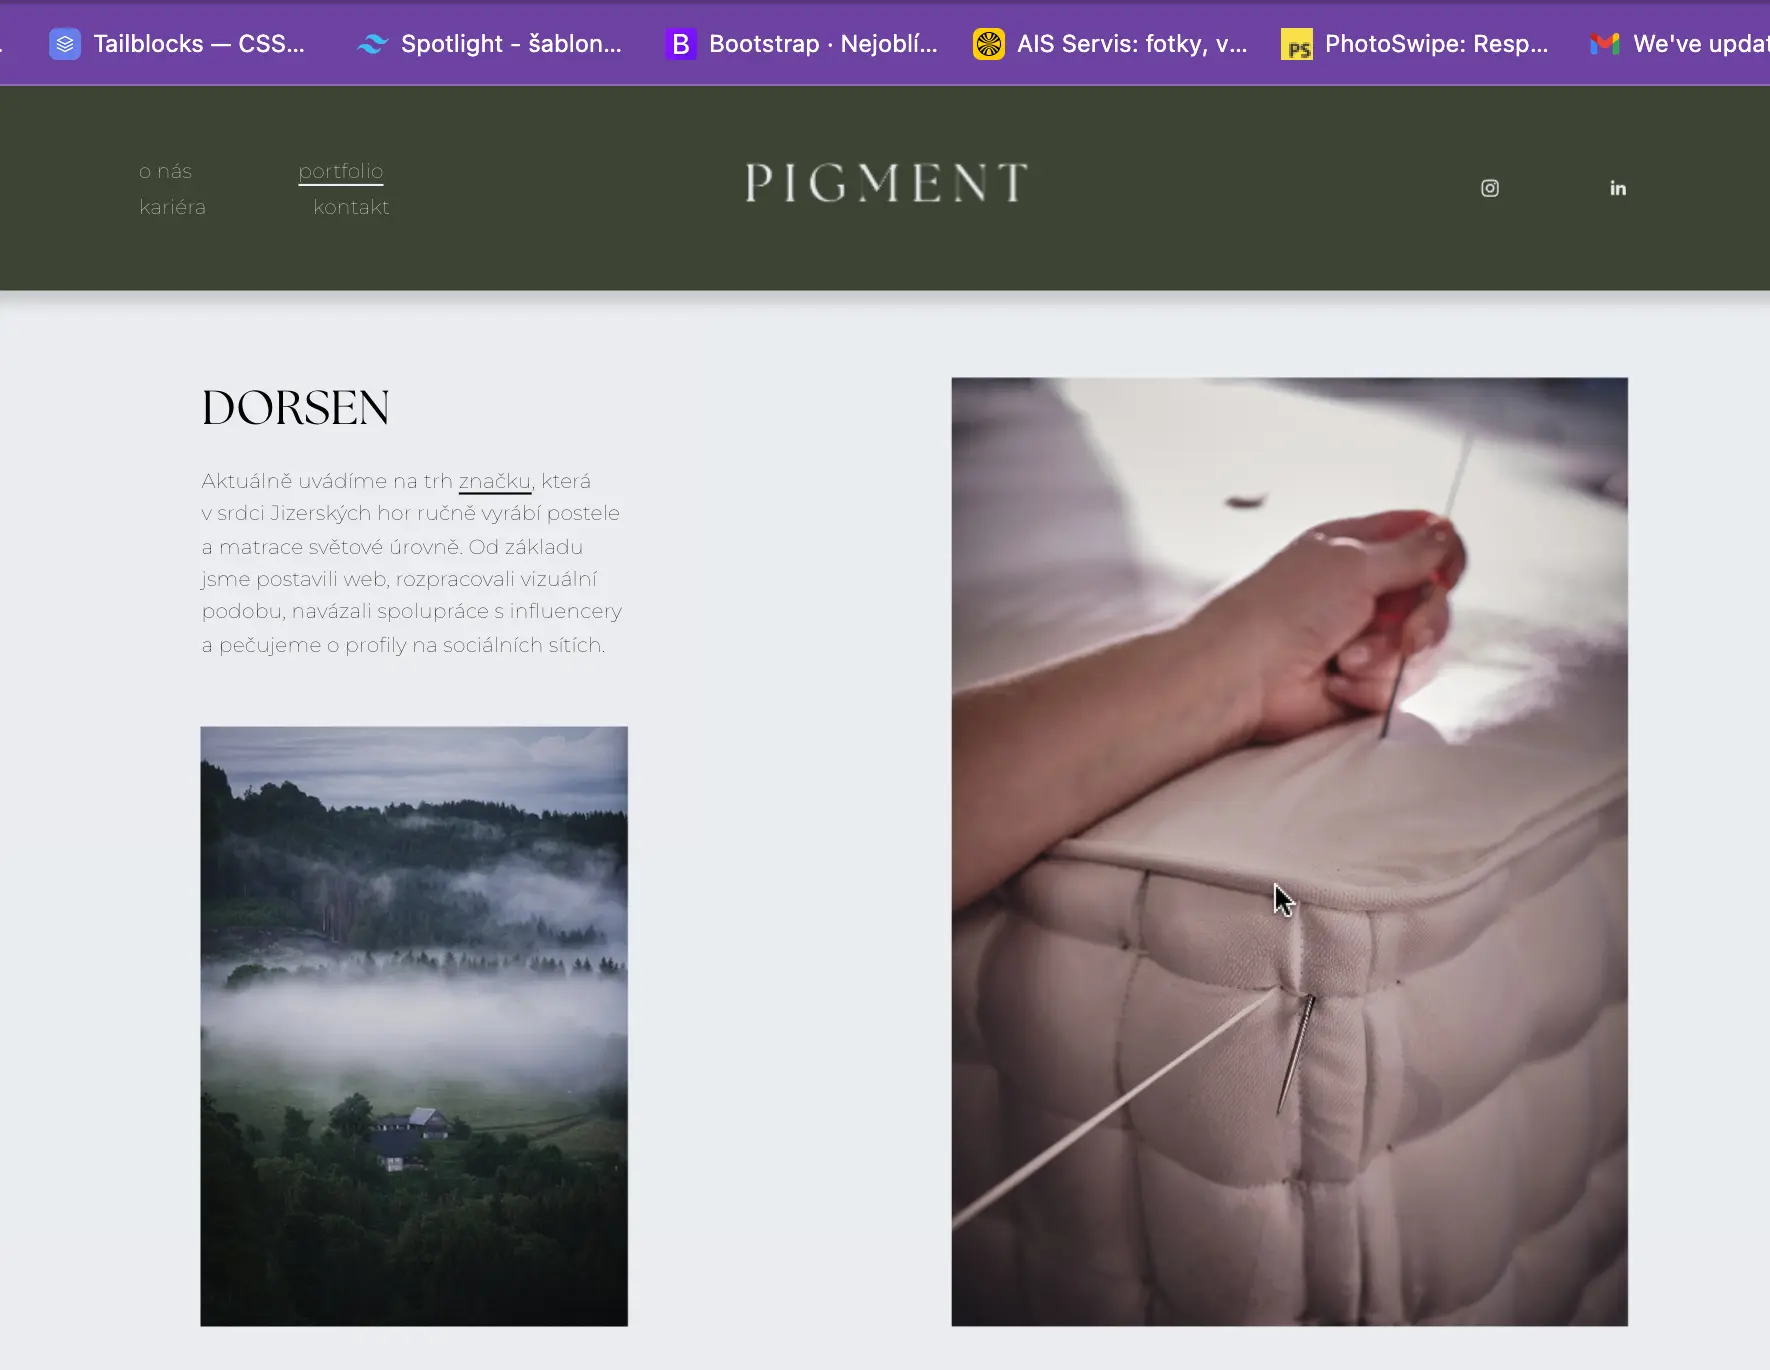 Tailblocks — CSS... Spotlight - šablon... B Bootstrap · Nejoblí... AIS Servis: fotky, v... PS PhotoSwipe: Resp... We've updat
o nás portfolio
kariéra kontakt
PIGMENT
in
DORSEN
Aktuálně uvádíme na trh značku, která
v srdci Jizerských hor ručně vyrábí postele
a matrace světové úrovně. Od základu
jsme postavili web, rozpracovali vizuální
podobu, navázali spolupráce s influencery
a pečujeme o profily na sociálních sítích.